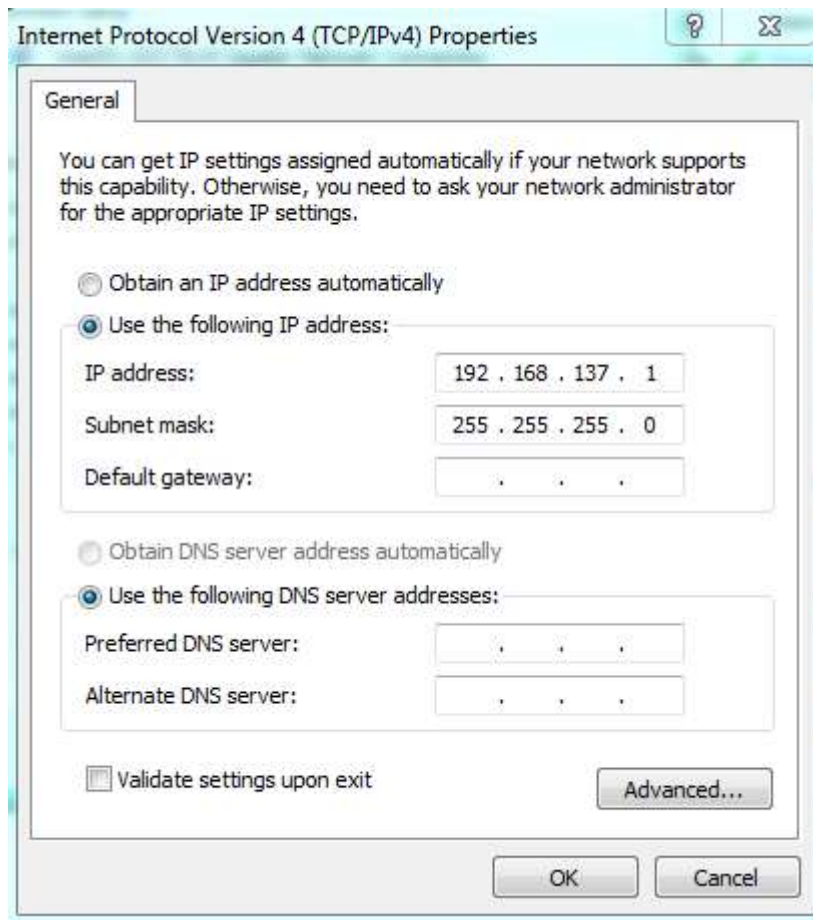 Internet Protocol Version 4 (TCP/IPv4) Properties
General
You can get IP settings assigned automatically if your network supports
this capability. Otherwise, you need to ask your network administrator
for the appropriate IP settings.
Obtain an IP address automatically
Use the following IP address:
IP address: 192 . 168 . 137 . 1
Subnet mask: 255 . 255 . 255 . 0
Default gateway: . . .
Obtain DNS server address automatically
Use the following DNS server addresses:
Preferred DNS server: . . .
Alternate DNS server: . . .
Validate settings upon exit
Advanced...
OK Cancel